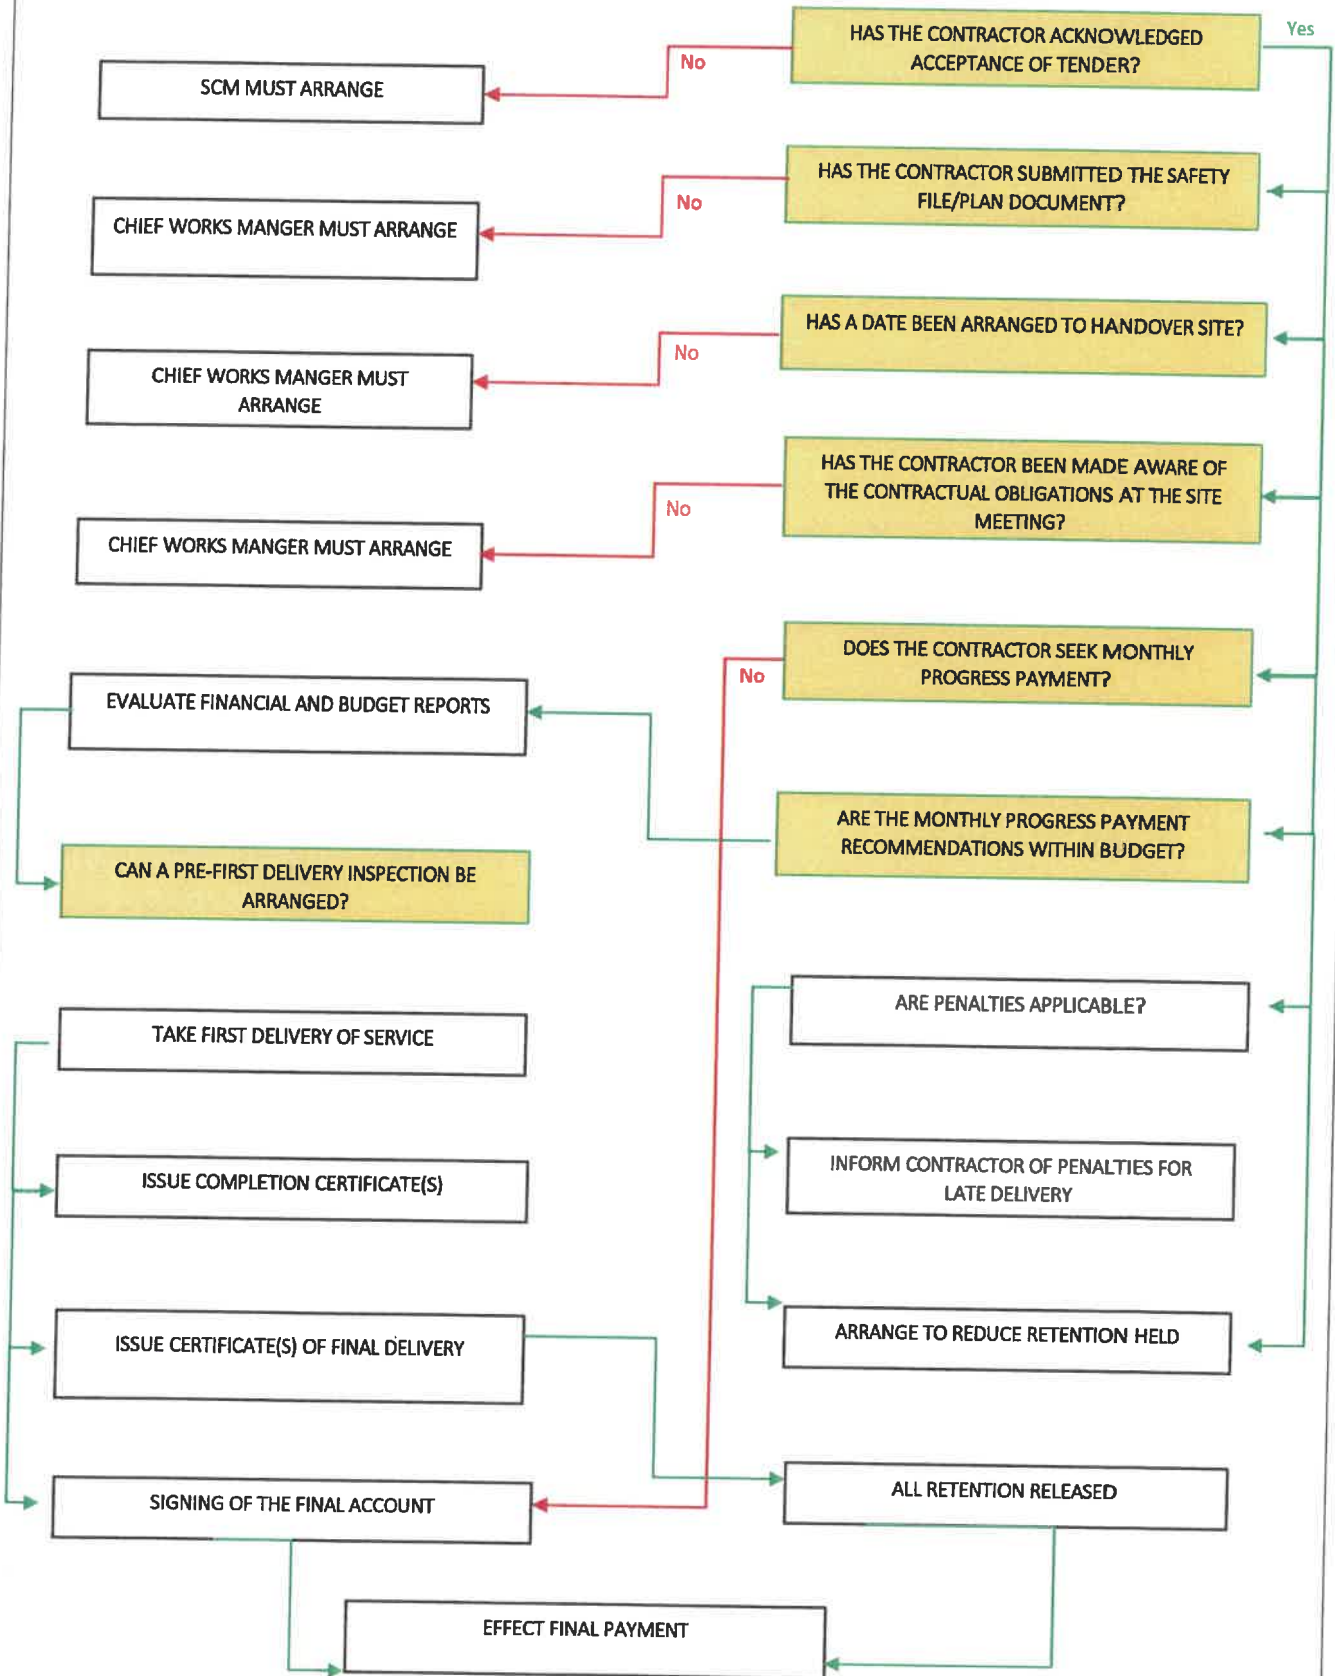 HAS THE CONTRACTOR ACKNOWLEDGED
ACCEPTANCE OF TENDER?
Yes
No
SCM MUST ARRANGE
HAS THE CONTRACTOR SUBMITTED THE SAFETY
FILE/PLAN DOCUMENT?
No
CHIEF WORKS MANGER MUST ARRANGE
HAS A DATE BEEN ARRANGED TO HANDOVER SITE?
No
CHIEF WORKS MANGER MUST
ARRANGE
HAS THE CONTRACTOR BEEN MADE AWARE OF
THE CONTRACTUAL OBLIGATIONS AT THE SITE
MEETING?
No
CHIEF WORKS MANGER MUST ARRANGE
DOES THE CONTRACTOR SEEK MONTHLY
PROGRESS PAYMENT?
No
EVALUATE FINANCIAL AND BUDGET REPORTS
ARE THE MONTHLY PROGRESS PAYMENT
RECOMMENDATIONS WITHIN BUDGET?
CAN A PRE-FIRST DELIVERY INSPECTION BE
ARRANGED?
ARE PENALTIES APPLICABLE?
TAKE FIRST DELIVERY OF SERVICE
INFORM CONTRACTOR OF PENALTIES FOR
LATE DELIVERY
ISSUE COMPLETION CERTIFICATE(S)
ARRANGE TO REDUCE RETENTION HELD
ISSUE CERTIFICATE(S) OF FINAL DELIVERY
ALL RETENTION RELEASED
SIGNING OF THE FINAL ACCOUNT
EFFECT FINAL PAYMENT